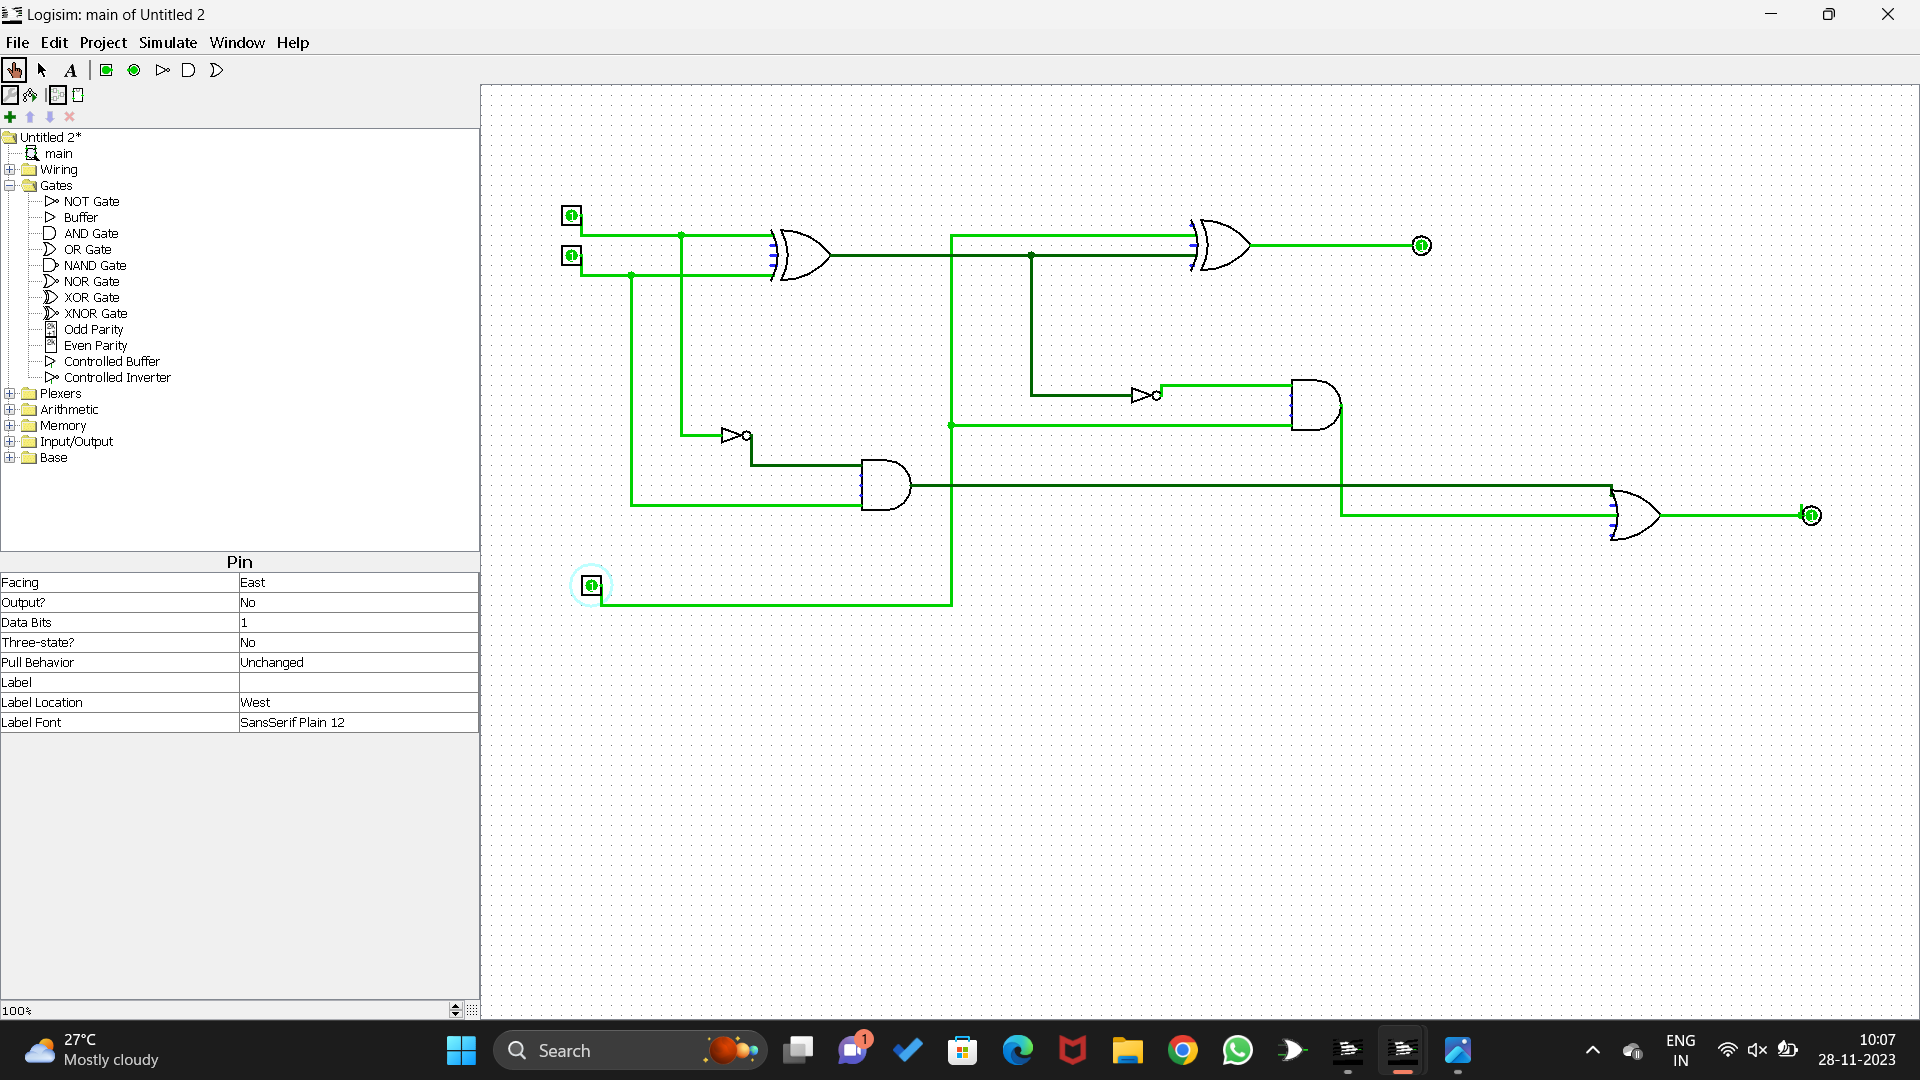 Logisim: main of Untitled 2
File Edit Project Simulate Window Help
A
Untitled 2*
main
Wiring
Gates
NOT Gate
Buffer
AND Gate
OR Gate
NAND Gate
NOR Gate
XOR Gate
XNOR Gate
Odd Parity
Even Parity
Controlled Buffer
Controlled Inverter
Plexers
Arithmetic
Memory
Input/Output
Base
1
1
1
1
1
1
Pin
Facing East
Output? No
Data Bits 1
Three-state? No
Pull Behavior Unchanged
Label
Label Location West
Label Font SansSerif Plain 12
100%
27°C
Mostly cloudy
Search
1
ENG
IN
10:07
28-11-2023